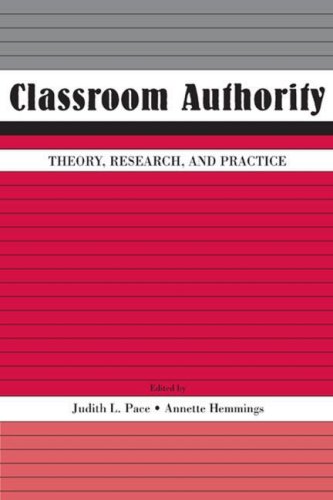 Classroom Authority
THEORY, RESEARCH, AND PRACTICE
Edited by
Judith L. Pace • Annette Hemmings